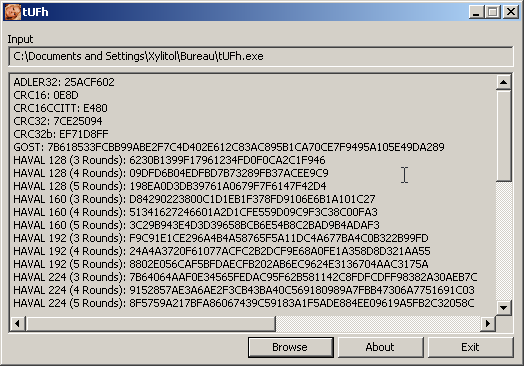 tUFh
Input
C:\Documents and Settings\Xylitol\Bureau\tUFh.exe
ADLER32: 25ACF602
CRC16: 0E8D
CRC16CCITT: E480
CRC32: 7CE25094
CRC32b: EF71D8FF
GOST: 7B618533FCBB99ABE2F7C4D402E612C83AC895B1CA70CE7F9495A105E49DA289
HAVAL 128 (3 Rounds): 6230B1399F17961234FD0F0CA2C1F946
HAVAL 128 (4 Rounds): 09DFD6B04EDFBD7B73289FB37ACEE9C9
HAVAL 128 (5 Rounds): 198EA0D3DB39761A0679F7F6147F42D4
HAVAL 160 (3 Rounds): D84290223800C1D1EB1F378FD9106E6B1A101C27
HAVAL 160 (4 Rounds): 51341627246601A2D1CFE559D09C9F3C38C00FA3
HAVAL 160 (5 Rounds): 3C29B943E4D3D39658BCB6E54B8C2BAD9B4ADAF3
HAVAL 192 (3 Rounds): F9C91E1CE296A4B4A58765F5A11DC4A677BA4C0B322B99FD
HAVAL 192 (4 Rounds): 24A4A3720F61077ACFC2B2DCF9E68A0FE1A358D8D321AA55
HAVAL 192 (5 Rounds): 8802E056CAF5BFDAECFB202AB6EC9624E3136704AAC3175A
HAVAL 224 (3 Rounds): 7B64064AAF0E34565FEDAC95F62B581142C8FDFCDFF98382A30AEB7C
HAVAL 224 (4 Rounds): 9152857AE3A6AE2F3CB43BA40C569180989A7FBB47306A7751691C03
HAVAL 224 (5 Rounds): 8F5759A217BFA86067439C59183A1F5ADE884EE09619A5FB2C32058C
Browse
About
Exit